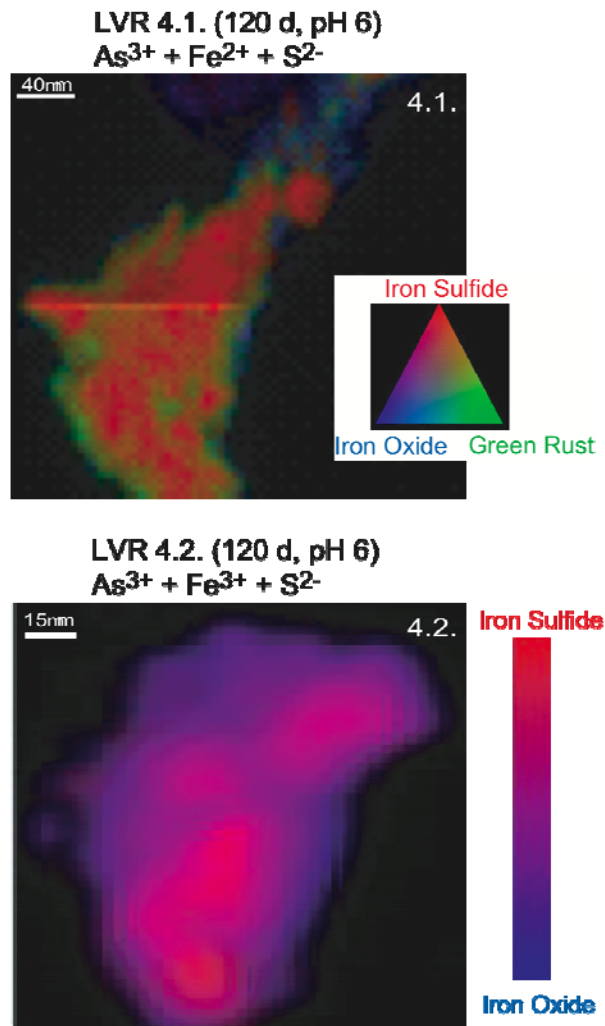 LVR 4.1. (120 d, pH 6)
As³⁺ + Fe²⁺ + S²⁻
40nm
4.1.
Iron Sulfide
Iron Oxide Green Rust
LVR 4.2. (120 d, pH 6)
As³⁺ + Fe³⁺ + S²⁻
15nm
4.2.
Iron Sulfide
Iron Oxide